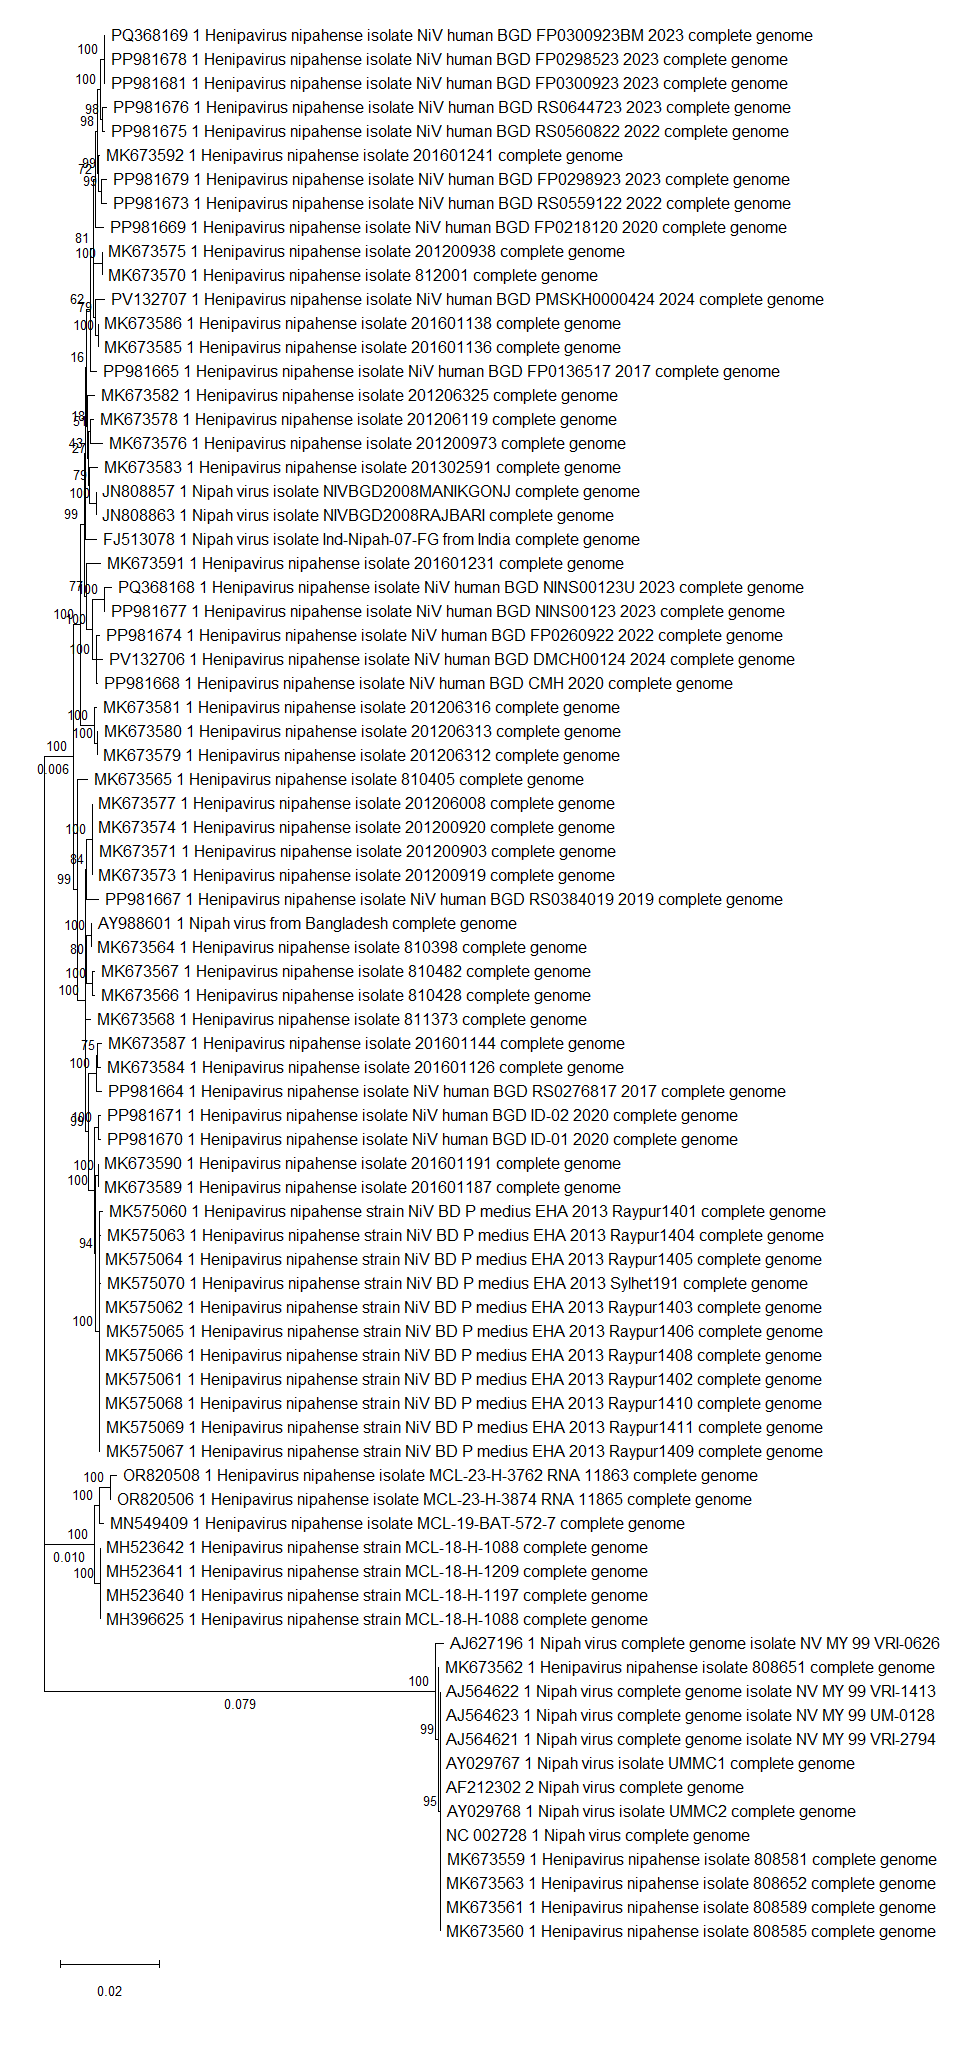 PQ368169 1 Henipavirus nipahense isolate NiV human BGD FP0300923BM 2023 complete genome
100
PP981678 1 Henipavirus nipahense isolate NiV human BGD FP0298523 2023 complete genome
100
PP981681 1 Henipavirus nipahense isolate NiV human BGD FP0300923 2023 complete genome
98
PP981676 1 Henipavirus nipahense isolate NiV human BGD RS0644723 2023 complete genome
98
PP981675 1 Henipavirus nipahense isolate NiV human BGD RS0560822 2022 complete genome
99
MK673592 1 Henipavirus nipahense isolate 201601241 complete genome
72
99
PP981679 1 Henipavirus nipahense isolate NiV human BGD FP0298923 2023 complete genome
PP981673 1 Henipavirus nipahense isolate NiV human BGD RS0559122 2022 complete genome
PP981669 1 Henipavirus nipahense isolate NiV human BGD FP0218120 2020 complete genome
81
MK673575 1 Henipavirus nipahense isolate 201200938 complete genome
100
MK673570 1 Henipavirus nipahense isolate 812001 complete genome
62
PV132707 1 Henipavirus nipahense isolate NiV human BGD PMSKH0000424 2024 complete genome
79
MK673586 1 Henipavirus nipahense isolate 201601138 complete genome
100
MK673585 1 Henipavirus nipahense isolate 201601136 complete genome
16
PP981665 1 Henipavirus nipahense isolate NiV human BGD FP0136517 2017 complete genome
MK673582 1 Henipavirus nipahense isolate 201206325 complete genome
18
MK673578 1 Henipavirus nipahense isolate 201206119 complete genome
43
MK673576 1 Henipavirus nipahense isolate 201200973 complete genome
27
MK673583 1 Henipavirus nipahense isolate 201302591 complete genome
79
JN808857 1 Nipah virus isolate NIVBGD2008MANIKGONJ complete genome
100
JN808863 1 Nipah virus isolate NIVBGD2008RAJBARI complete genome
99
FJ513078 1 Nipah virus isolate Ind-Nipah-07-FG from India complete genome
MK673591 1 Henipavirus nipahense isolate 201601231 complete genome
77
100
PQ368168 1 Henipavirus nipahense isolate NiV human BGD NINS00123U 2023 complete genome
PP981677 1 Henipavirus nipahense isolate NiV human BGD NINS00123 2023 complete genome
100
100
PP981674 1 Henipavirus nipahense isolate NiV human BGD FP0260922 2022 complete genome
100
PV132706 1 Henipavirus nipahense isolate NiV human BGD DMCH00124 2024 complete genome
PP981668 1 Henipavirus nipahense isolate NiV human BGD CMH 2020 complete genome
MK673581 1 Henipavirus nipahense isolate 201206316 complete genome
100
MK673580 1 Henipavirus nipahense isolate 201206313 complete genome
100
MK673579 1 Henipavirus nipahense isolate 201206312 complete genome
100
0.006
MK673565 1 Henipavirus nipahense isolate 810405 complete genome
MK673577 1 Henipavirus nipahense isolate 201206008 complete genome
100
MK673574 1 Henipavirus nipahense isolate 201200920 complete genome
MK673571 1 Henipavirus nipahense isolate 201200903 complete genome
84
MK673573 1 Henipavirus nipahense isolate 201200919 complete genome
99
PP981667 1 Henipavirus nipahense isolate NiV human BGD RS0384019 2019 complete genome
100
AY988601 1 Nipah virus from Bangladesh complete genome
MK673564 1 Henipavirus nipahense isolate 810398 complete genome
80
MK673567 1 Henipavirus nipahense isolate 810482 complete genome
100
MK673566 1 Henipavirus nipahense isolate 810428 complete genome
100
MK673568 1 Henipavirus nipahense isolate 811373 complete genome
MK673587 1 Henipavirus nipahense isolate 201601144 complete genome
75
MK673584 1 Henipavirus nipahense isolate 201601126 complete genome
100
PP981664 1 Henipavirus nipahense isolate NiV human BGD RS0276817 2017 complete genome
PP981671 1 Henipavirus nipahense isolate NiV human BGD ID-02 2020 complete genome
100
99
PP981670 1 Henipavirus nipahense isolate NiV human BGD ID-01 2020 complete genome
MK673590 1 Henipavirus nipahense isolate 201601191 complete genome
100
MK673589 1 Henipavirus nipahense isolate 201601187 complete genome
100
MK575060 1 Henipavirus nipahense strain NiV BD P medius EHA 2013 Raypur1401 complete genome
MK575063 1 Henipavirus nipahense strain NiV BD P medius EHA 2013 Raypur1404 complete genome
94
MK575064 1 Henipavirus nipahense strain NiV BD P medius EHA 2013 Raypur1405 complete genome
MK575070 1 Henipavirus nipahense strain NiV BD P medius EHA 2013 Sylhet191 complete genome
MK575062 1 Henipavirus nipahense strain NiV BD P medius EHA 2013 Raypur1403 complete genome
100
MK575065 1 Henipavirus nipahense strain NiV BD P medius EHA 2013 Raypur1406 complete genome
MK575066 1 Henipavirus nipahense strain NiV BD P medius EHA 2013 Raypur1408 complete genome
MK575061 1 Henipavirus nipahense strain NiV BD P medius EHA 2013 Raypur1402 complete genome
MK575068 1 Henipavirus nipahense strain NiV BD P medius EHA 2013 Raypur1410 complete genome
MK575069 1 Henipavirus nipahense strain NiV BD P medius EHA 2013 Raypur1411 complete genome
MK575067 1 Henipavirus nipahense strain NiV BD P medius EHA 2013 Raypur1409 complete genome
100
OR820508 1 Henipavirus nipahense isolate MCL-23-H-3762 RNA 11863 complete genome
100
OR820506 1 Henipavirus nipahense isolate MCL-23-H-3874 RNA 11865 complete genome
MN549409 1 Henipavirus nipahense isolate MCL-19-BAT-572-7 complete genome
100
MH523642 1 Henipavirus nipahense strain MCL-18-H-1088 complete genome
0.010
MH523641 1 Henipavirus nipahense strain MCL-18-H-1209 complete genome
100
MH523640 1 Henipavirus nipahense strain MCL-18-H-1197 complete genome
MH396625 1 Henipavirus nipahense strain MCL-18-H-1088 complete genome
AJ627196 1 Nipah virus complete genome isolate NV MY 99 VRI-0626
MK673562 1 Henipavirus nipahense isolate 808651 complete genome
100
AJ564622 1 Nipah virus complete genome isolate NV MY 99 VRI-1413
0.079
AJ564623 1 Nipah virus complete genome isolate NV MY 99 UM-0128
99
AJ564621 1 Nipah virus complete genome isolate NV MY 99 VRI-2794
AY029767 1 Nipah virus isolate UMMC1 complete genome
AF212302 2 Nipah virus complete genome
95
AY029768 1 Nipah virus isolate UMMC2 complete genome
NC 002728 1 Nipah virus complete genome
MK673559 1 Henipavirus nipahense isolate 808581 complete genome
MK673563 1 Henipavirus nipahense isolate 808652 complete genome
MK673561 1 Henipavirus nipahense isolate 808589 complete genome
MK673560 1 Henipavirus nipahense isolate 808585 complete genome
0.02